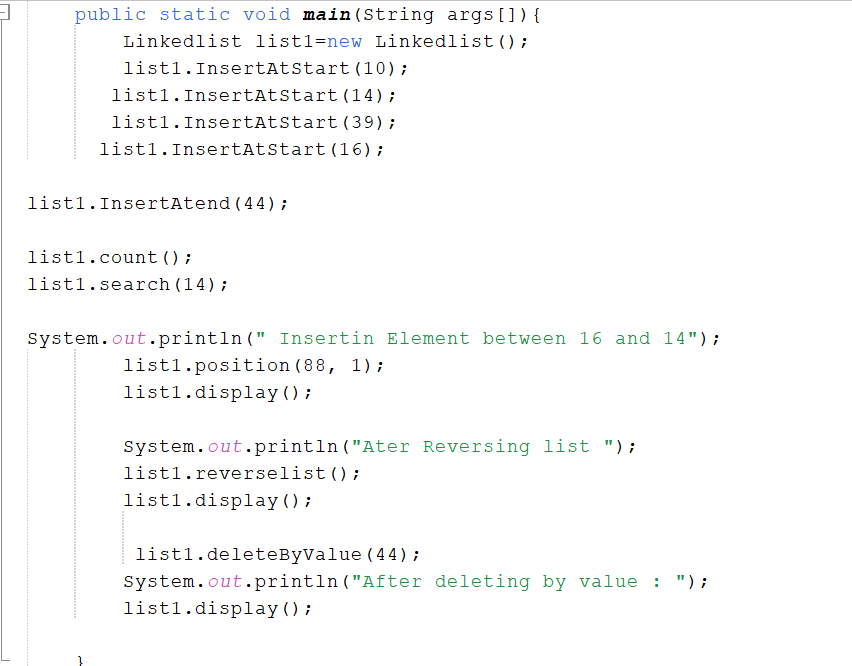 public static void main(String args[]){
Linkedlist list1=new Linkedlist();
list1.InsertAtStart(10);
list1.InsertAtStart(14);
list1.InsertAtStart(39);
list1.InsertAtStart(16);
list1.InsertAtend(44);
list1.count();
list1.search(14);
System.out.println(" Insertin Element between 16 and 14");
list1.position(88, 1);
list1.display();
System.out.println("Ater Reversing list ");
list1.reverselist();
list1.display();
list1.deleteByValue(44);
System.out.println("After deleting by value : ");
list1.display();
}